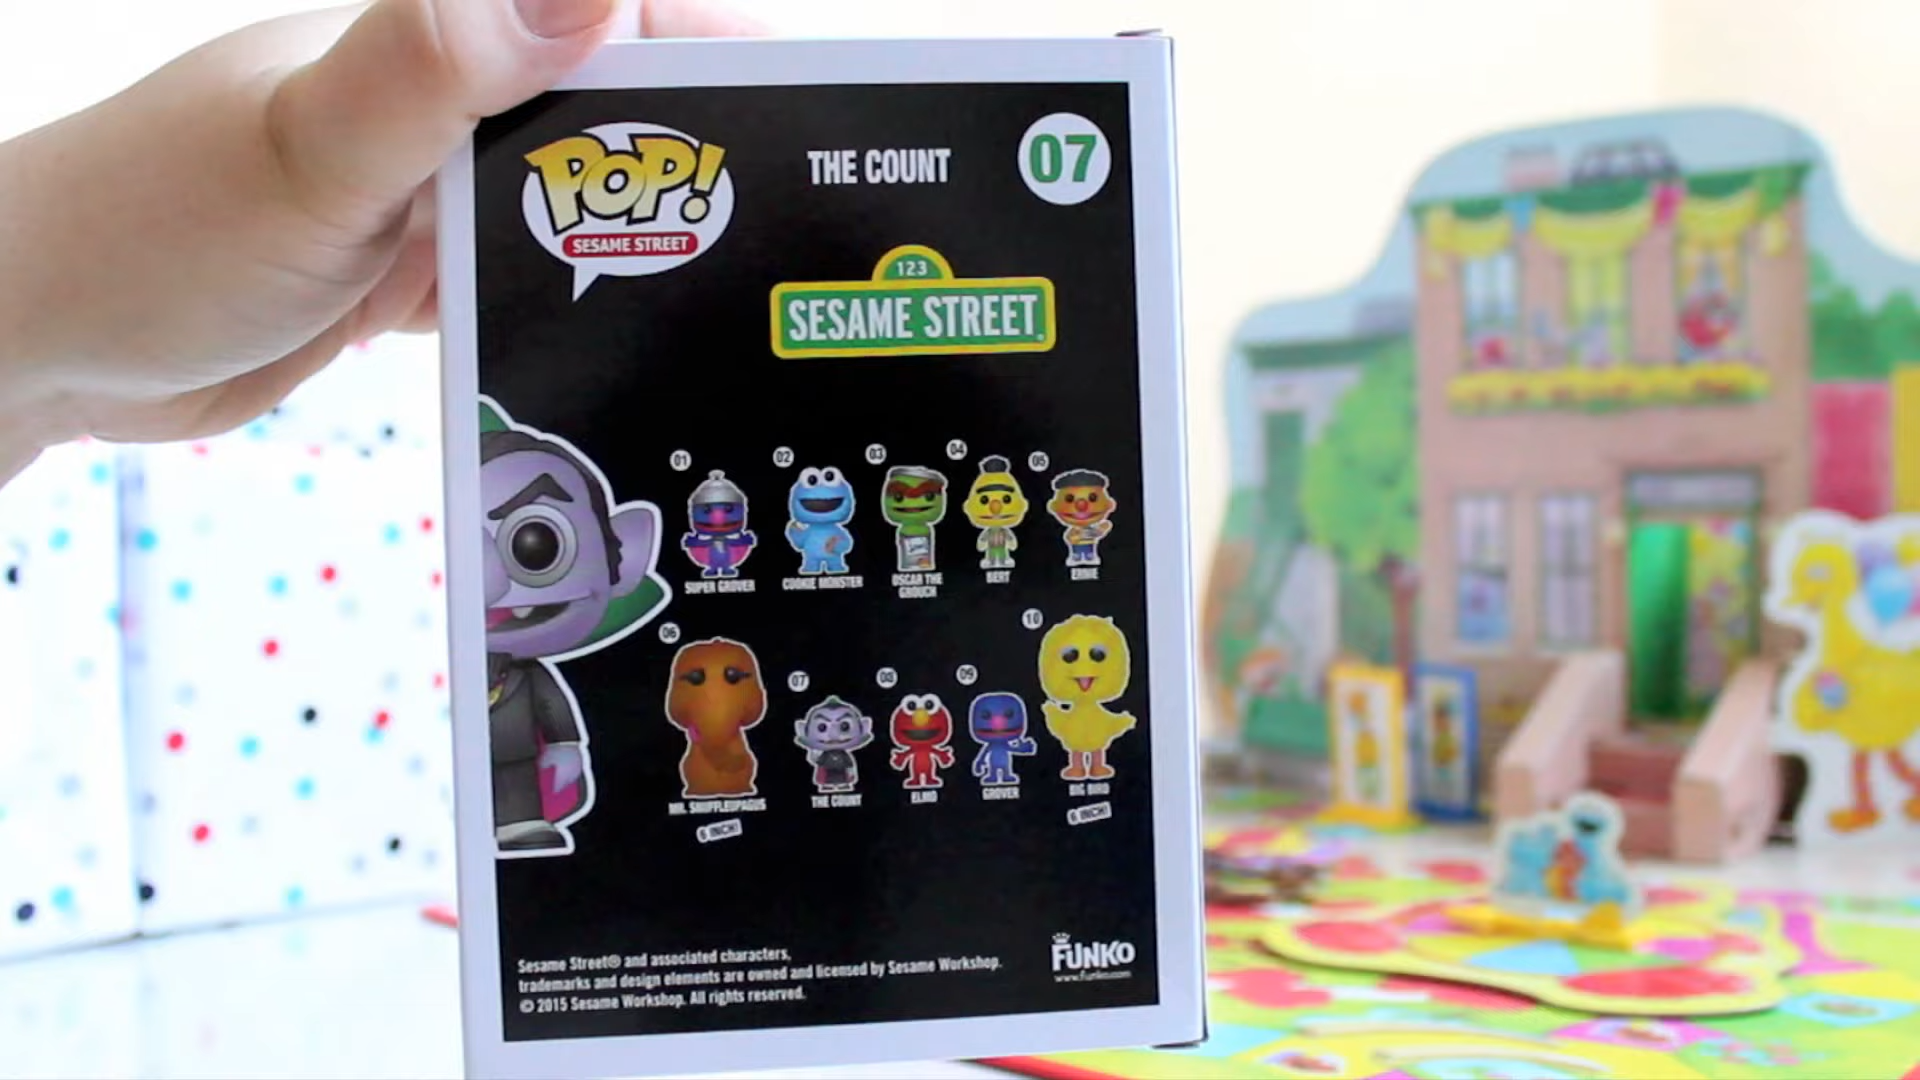 POP!
SESAME STREET
THE COUNT
07
123
SESAME STREET
01
02
03
04
05
SUPER GROVER
COOKIE MONSTER
OSCAR THE
GROUCH
BERT
ERNIE
06
07
08
09
10
MR. SNUFFLEUPAGUS
6 INCH!
THE COUNT
ELMO
GROVER
BIG BIRD
6 INCH!
Sesame Street® and associated characters,
trademarks and design elements are owned and licensed by Sesame Workshop.
© 2015 Sesame Workshop. All rights reserved.
FUNKO
www.funko.com